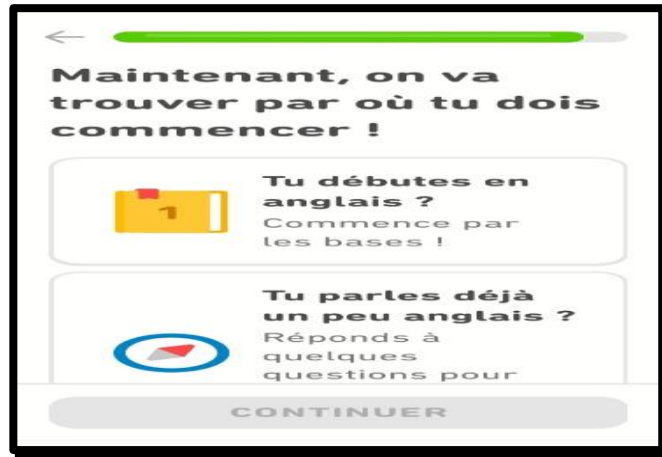 Maintenant, on va
trouver par où tu dois
commencer !
1
Tu débutes en
anglais ?
Commence par
les bases !
Tu parles déjà
un peu anglais ?
Réponds à
quelques
questions pour
CONTINUER